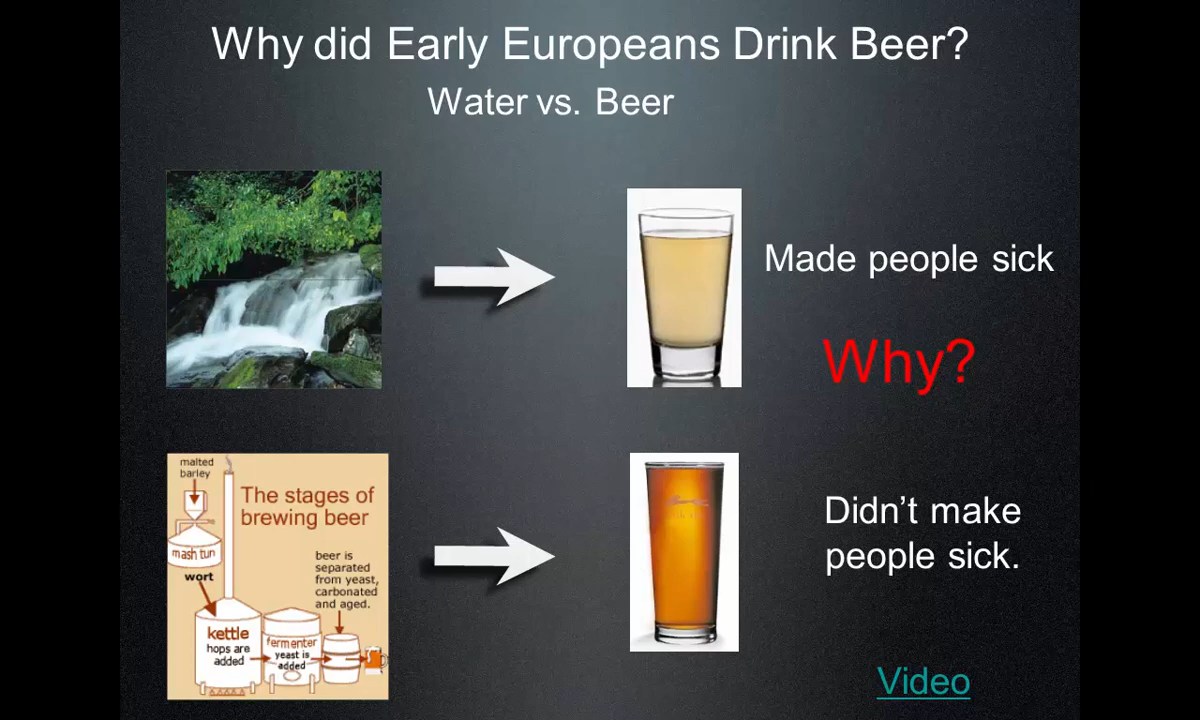 Why did Early Europeans Drink Beer?
Water vs. Beer
Made people sick
Why?
malted
barley
The stages of
brewing beer
mash tun
wort
beer is
separated
from yeast,
carbonated
and aged.
kettle
hops are
added
fermenter
yeast is
added
Didn't make
people sick.
Video